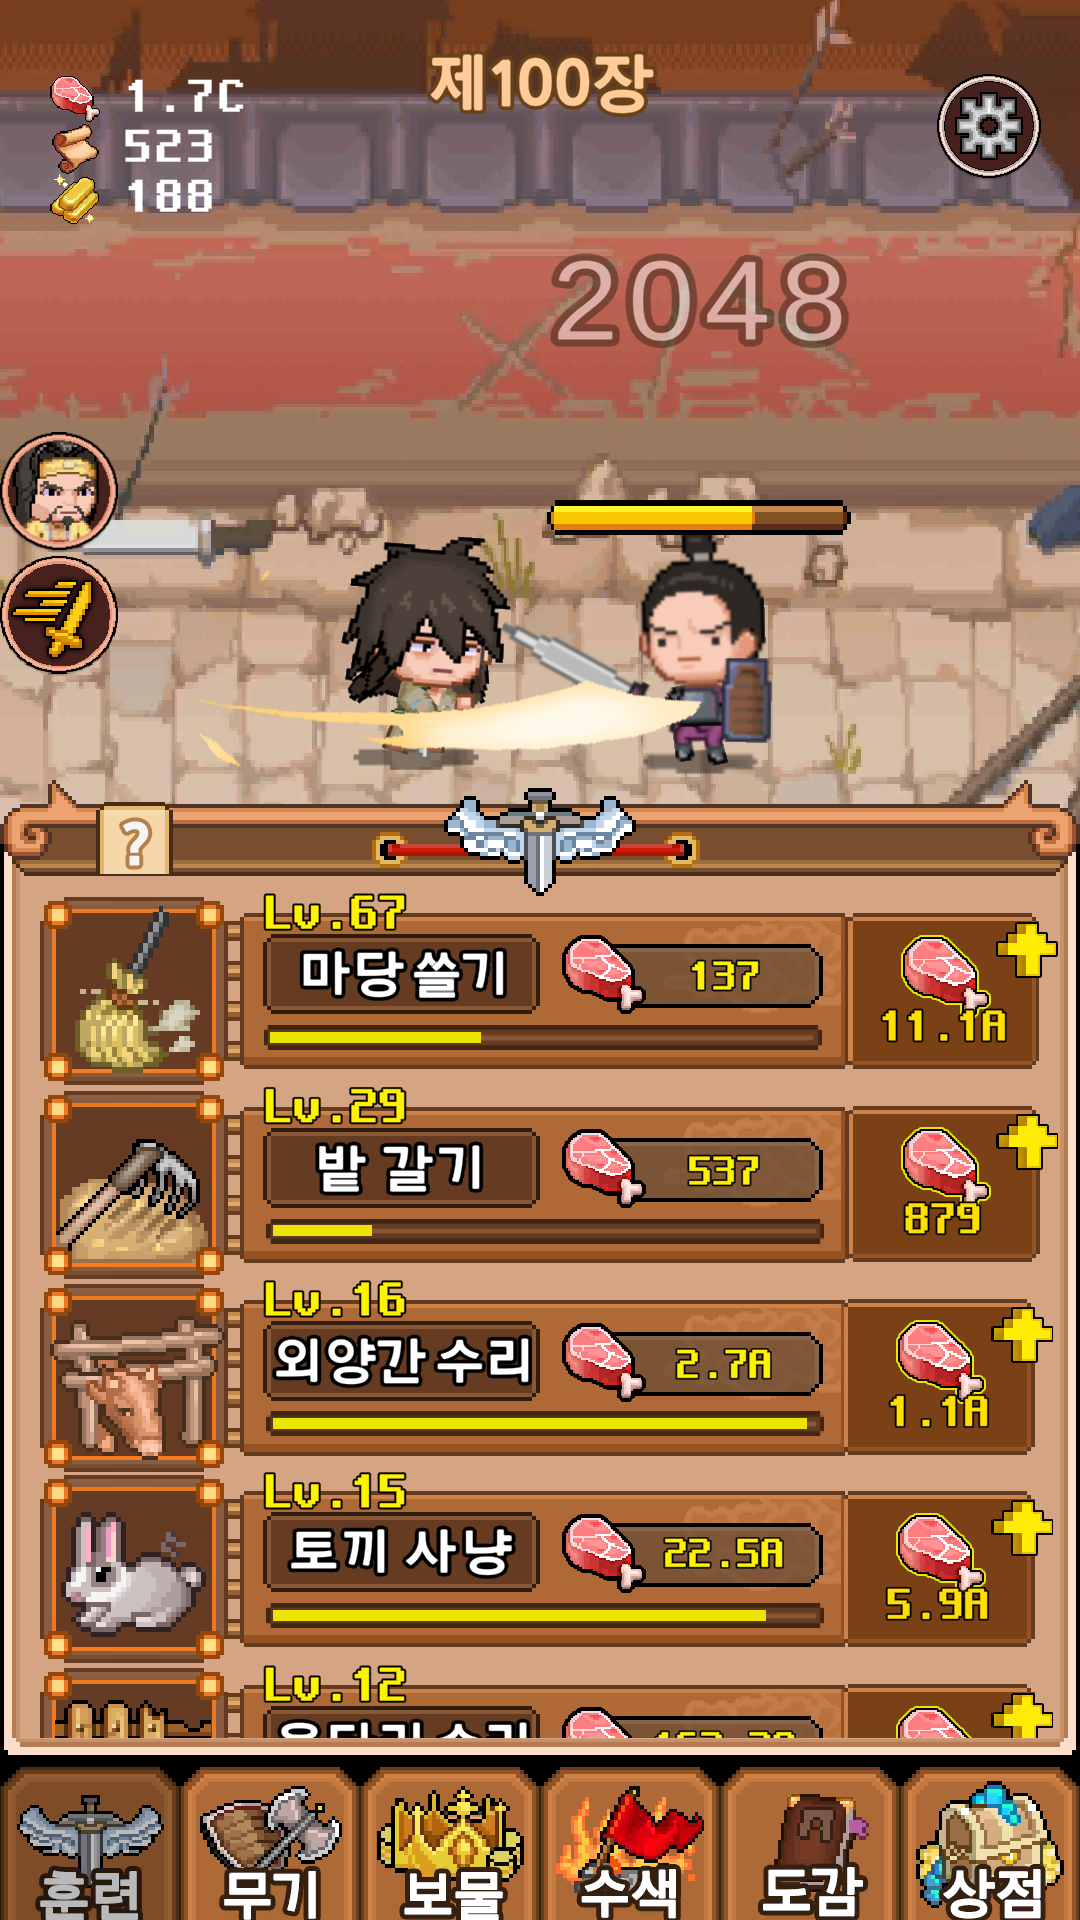 제100장
1.7C
523
188
2048
?
Lv.67
마당 쓸기
137
11.1A
Lv.29
밭 갈기
537
879
Lv.16
외양간 수리
2.7A
1.1A
Lv.15
토끼 사냥
22.5A
5.9A
Lv.12
훈련
무기
보물
수색
도감
상점